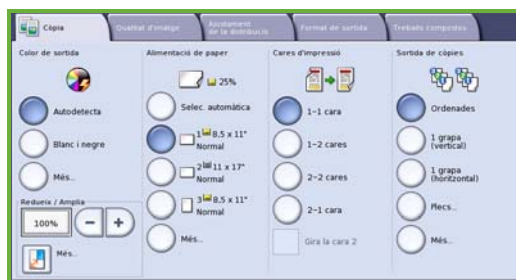 Còpia
Qualitat d'imatge
Ajustament
de la distribució
Format de sortida
Treballs compostos
Color de sortida
Autodetecta
Blanc i negre
Més...
Redueix / Amplia
100%
Més...
Alimentació de paper
25%
Selec. automàtica
1 8,5 x 11"
Normal
2 11 x 17"
Normal
3 8,5 x 11"
Normal
Més...
Cares d'impressió
1-1 cara
1-2 cares
2-2 cares
2-1 cara
Gira la cara 2
Sortida de còpies
Ordenades
1 grapa
(vertical)
1 grapa
(horitzontal)
Plecs...
Més...